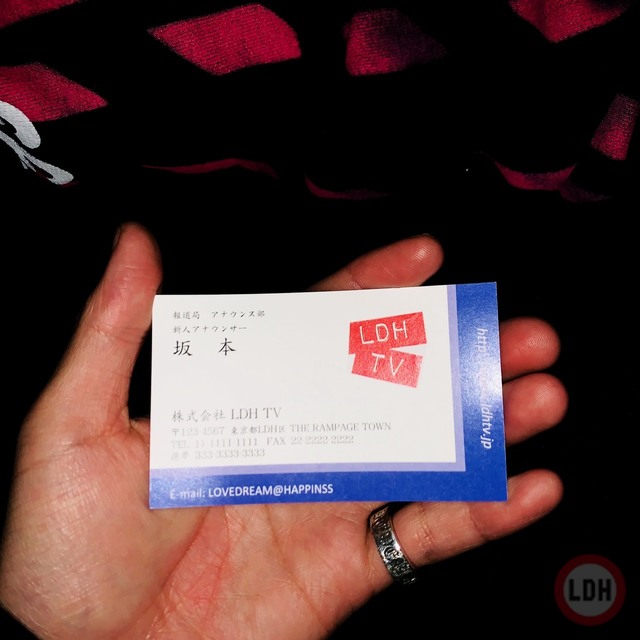 報道局 アナウンス部
新人アナウンサー
坂 本
LDH
TV
株式会社 LDH TV
〒123-4567 東京都LDH区 THE RAMPAGE TOWN
TEL 11 1111 1111 FAX 22 2222 2222
333 3333 3333
E-mail: LOVEDREAM@HAPPINSS
ldhtv.jp
LDH